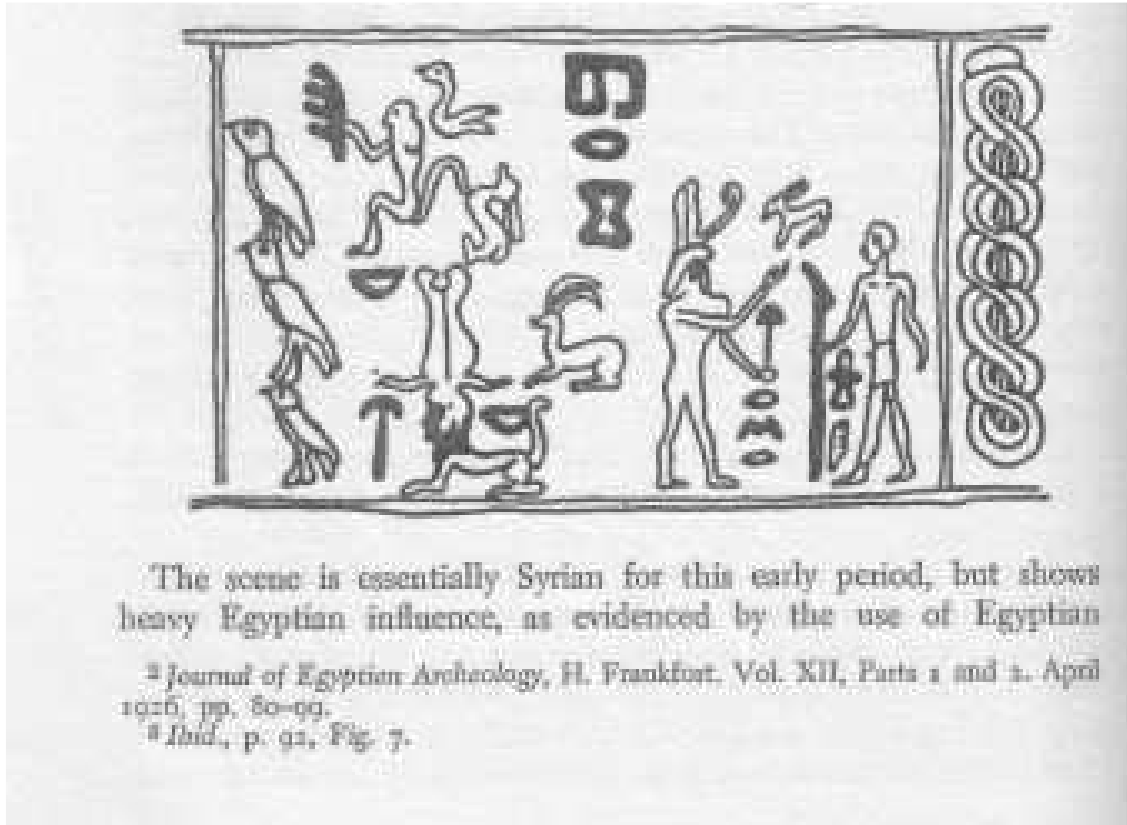 The scene is essentially Syrian for this early period, but shows
heavy Egyptian influence, as evidenced by the use of Egyptian
² Journal of Egyptian Archeology, H. Frankfort. Vol. XII, Parts 1 and 2. April
1926, pp. 80–99.
Ibid., p. 92, Fig. 7.